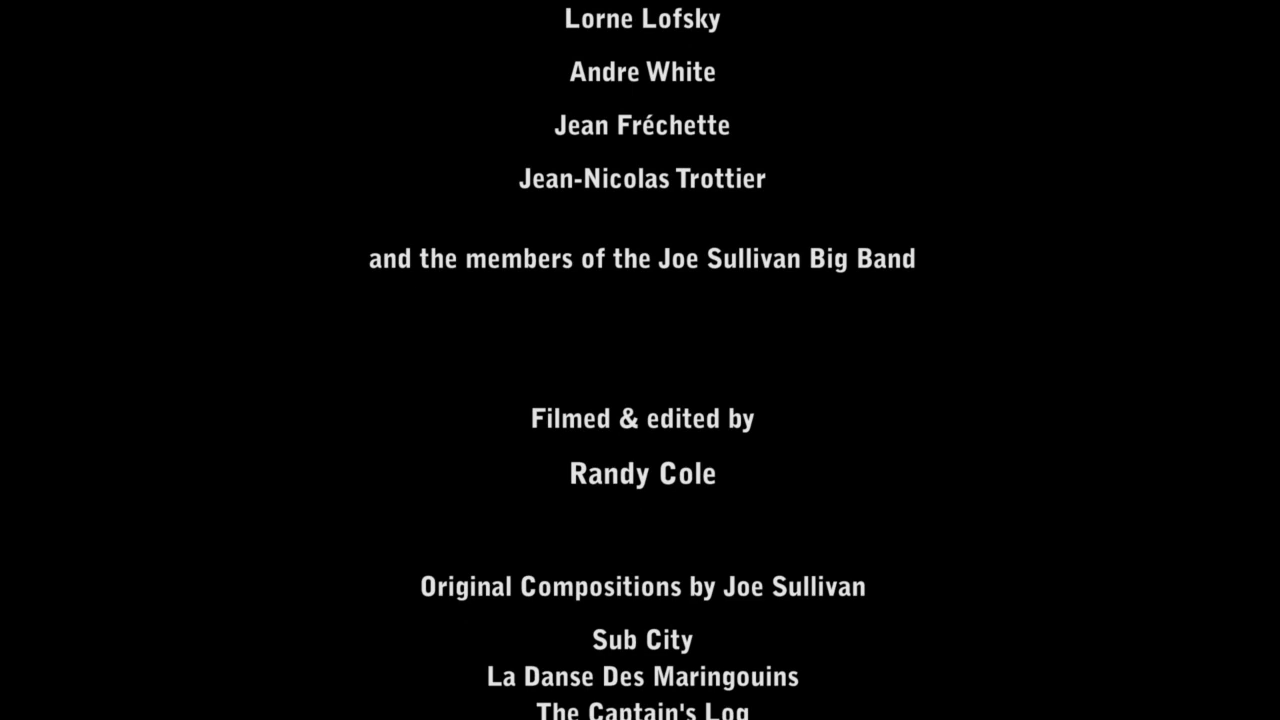 Lorne Lofsky
Andre White
Jean Fréchette
Jean-Nicolas Trottier
and the members of the Joe Sullivan Big Band
Filmed & edited by
Randy Cole
Original Compositions by Joe Sullivan
Sub City
La Danse Des Maringouins
The Captain's Log